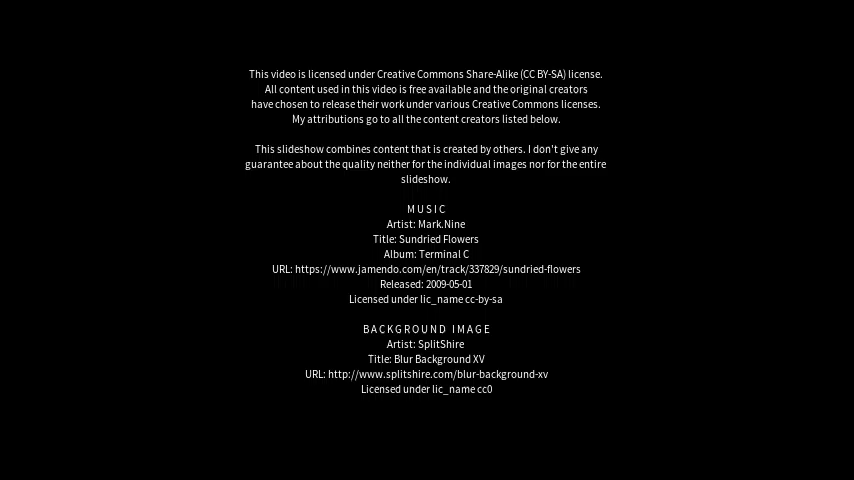 This video is licensed under Creative Commons Share-Alike (CC BY-SA) license.
All content used in this video is free available and the original creators
have chosen to release their work under various Creative Commons licenses.
My attributions go to all the content creators listed below.
This slideshow combines content that is created by others. I don't give any
guarantee about the quality neither for the individual images nor for the entire
slideshow.
MUSIC
Artist: Mark.Nine
Title: Sundried Flowers
Album: Terminal C
URL: https://www.jamendo.com/en/track/337829/sundried-flowers
Released: 2009-05-01
Licensed under lic_name cc-by-sa
BACKGROUND IMAGE
Artist: SplitShire
Title: Blur Background XV
URL: http://www.splitshire.com/blur-background-xv
Licensed under lic_name cc0